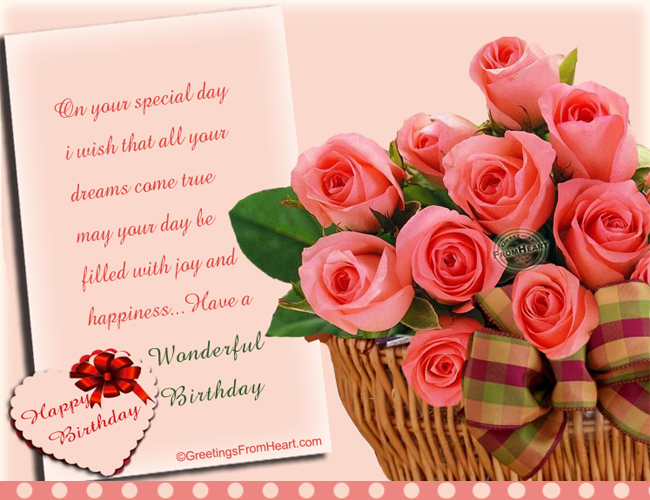 On your special day
i wish that all your
dreams come true
may your day be
filled with joy and
happiness...Have a
Wonderful
Birthday
Happy
Birthday
©GreetingsFromHeart.com
FROMHEART